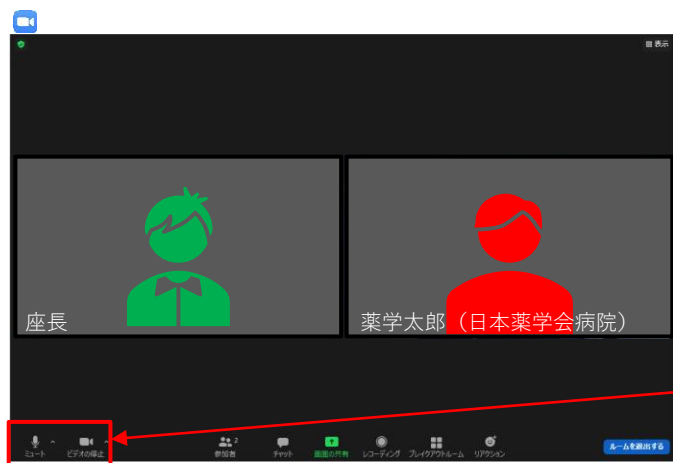 表示
座長
薬学太郎（日本薬学会病院）
ミュート
ビデオの停止
2
参加者
チャット
画面の共有
レコーディング
ブレイクアウトルーム
リアクション
ルームを退出する